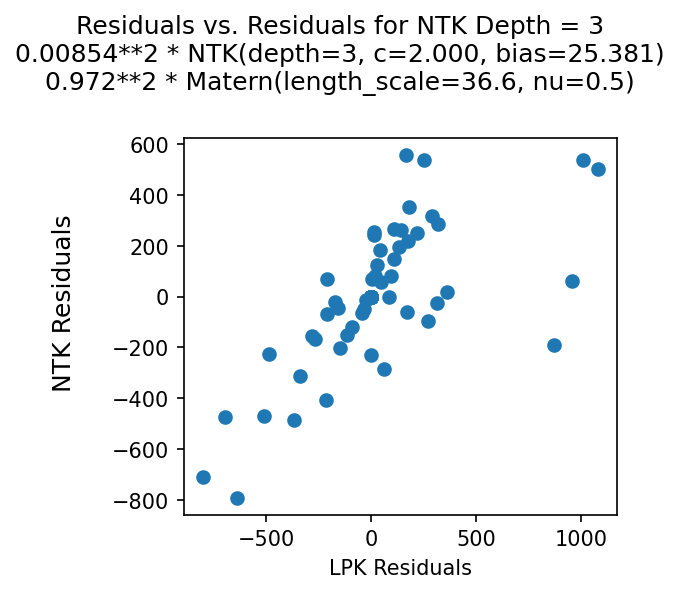 Residuals vs. Residuals for NTK Depth = 3
0.00854**2 * NTK(depth=3, c=2.000, bias=25.381)
0.972**2 * Matern(length_scale=36.6, nu=0.5)
600
400
200
0
−200
−400
−600
−800
NTK Residuals
−500
0
500
1000
LPK Residuals